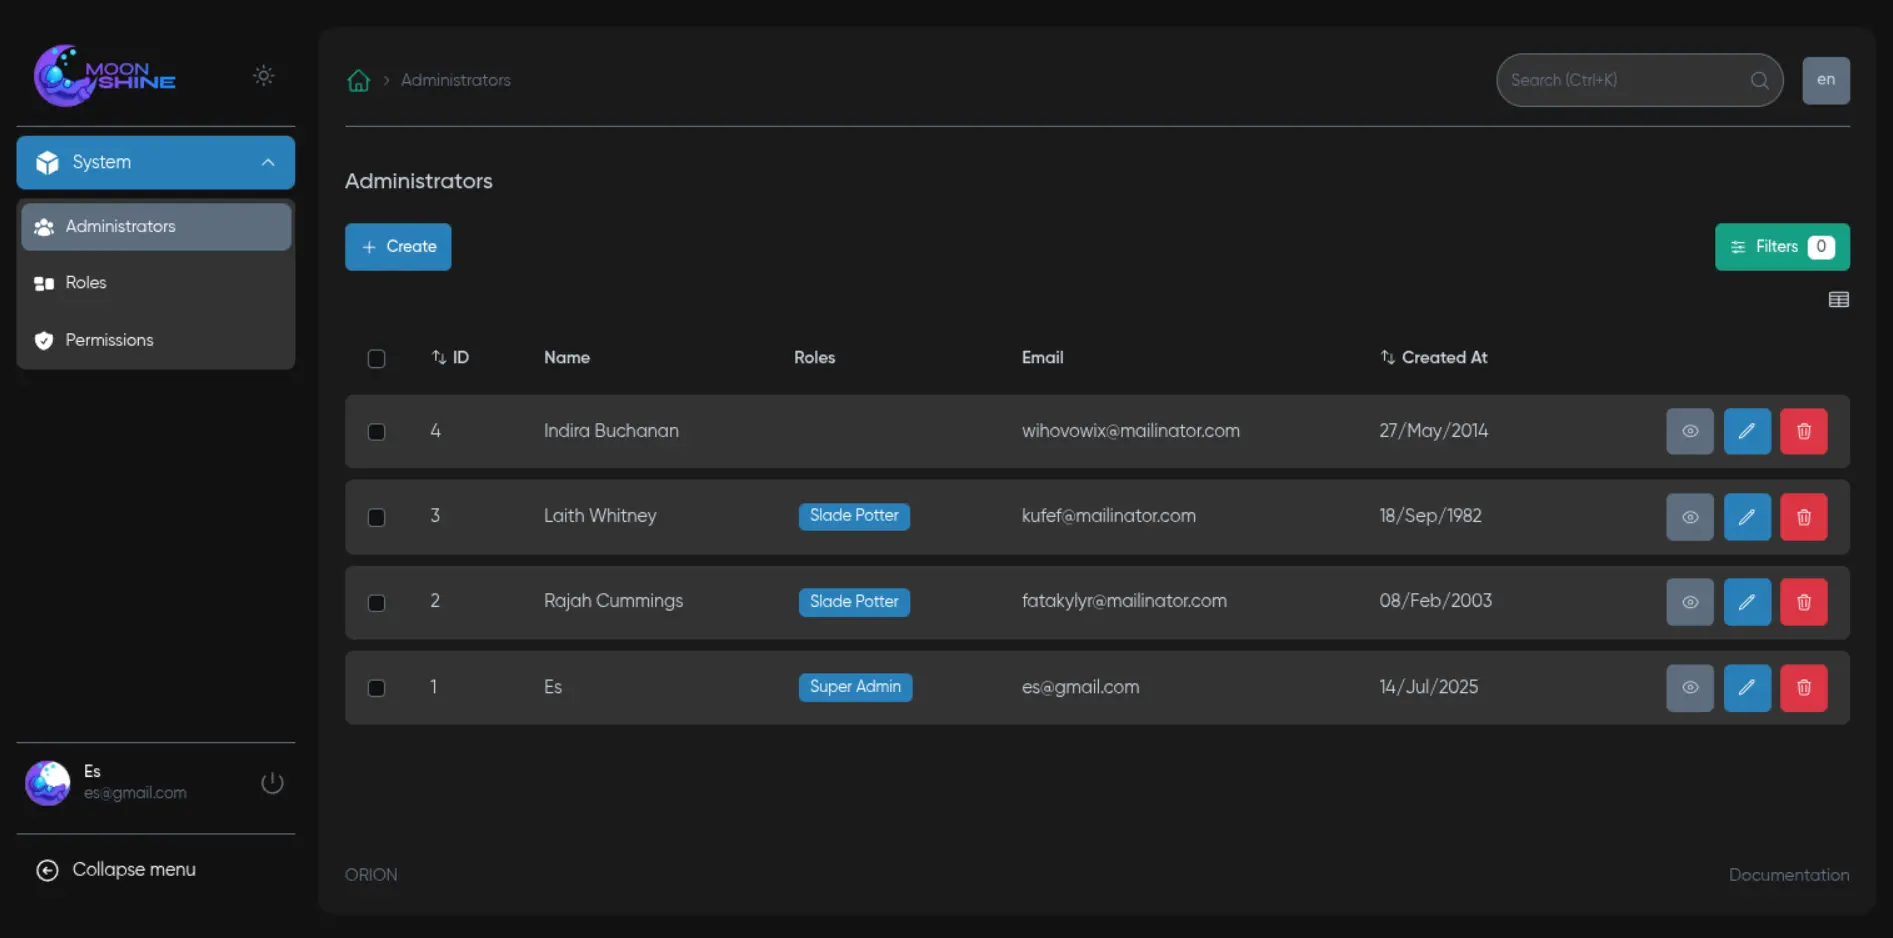 MOON
SHINE
System
Administrators
Roles
Permissions
Es
es@gmail.com
Collapse menu
Administrators
Search (Ctrl+K)
en
Administrators
Create
Filters 0
ID Name Roles Email Created At
4 Indira Buchanan wihovowix@mailinator.com 27/May/2014
3 Laith Whitney Slade Potter kufef@mailinator.com 18/Sep/1982
2 Rajah Cummings Slade Potter fatakylyr@mailinator.com 08/Feb/2003
1 Es Super Admin es@gmail.com 14/Jul/2025
ORION
Documentation